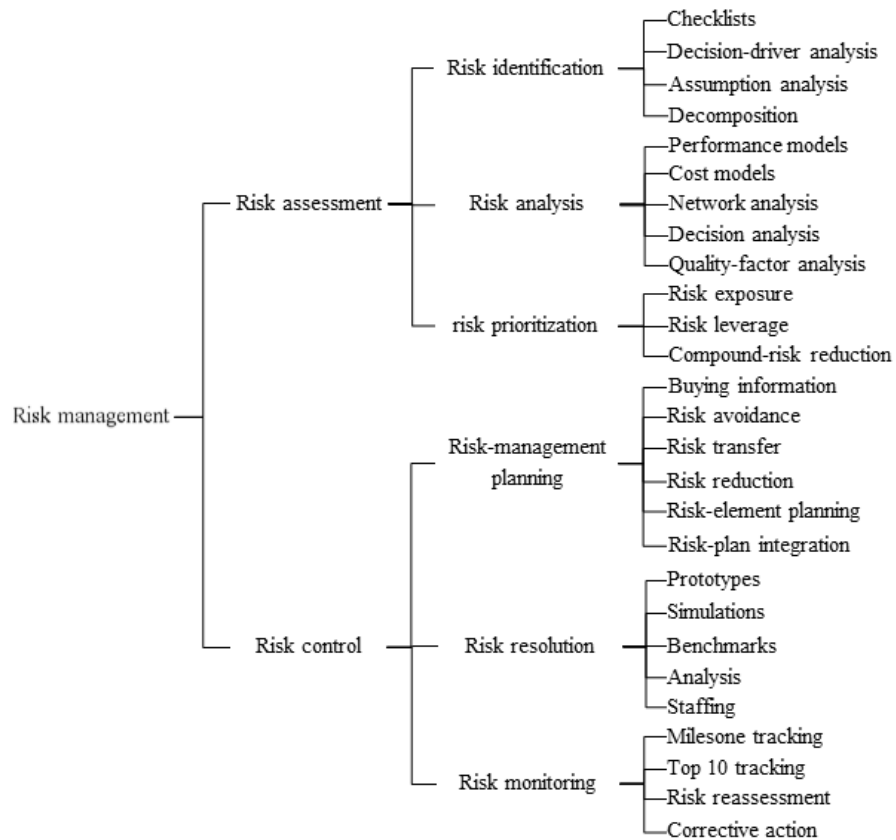 Checklists
Decision-driver analysis
Risk identification
Assumption analysis
Decomposition
Performance models
Cost models
Risk assessment
Risk analysis
Network analysis
Decision analysis
Quality-factor analysis
Risk exposure
risk prioritization
Risk leverage
Compound-risk reduction
Risk management
Buying information
Risk avoidance
Risk-management
planning
Risk transfer
Risk reduction
Risk-element planning
Risk-plan integration
Prototypes
Simulations
Risk control
Risk resolution
Benchmarks
Analysis
Staffing
Milesone tracking
Top 10 tracking
Risk monitoring
Risk reassessment
Corrective action